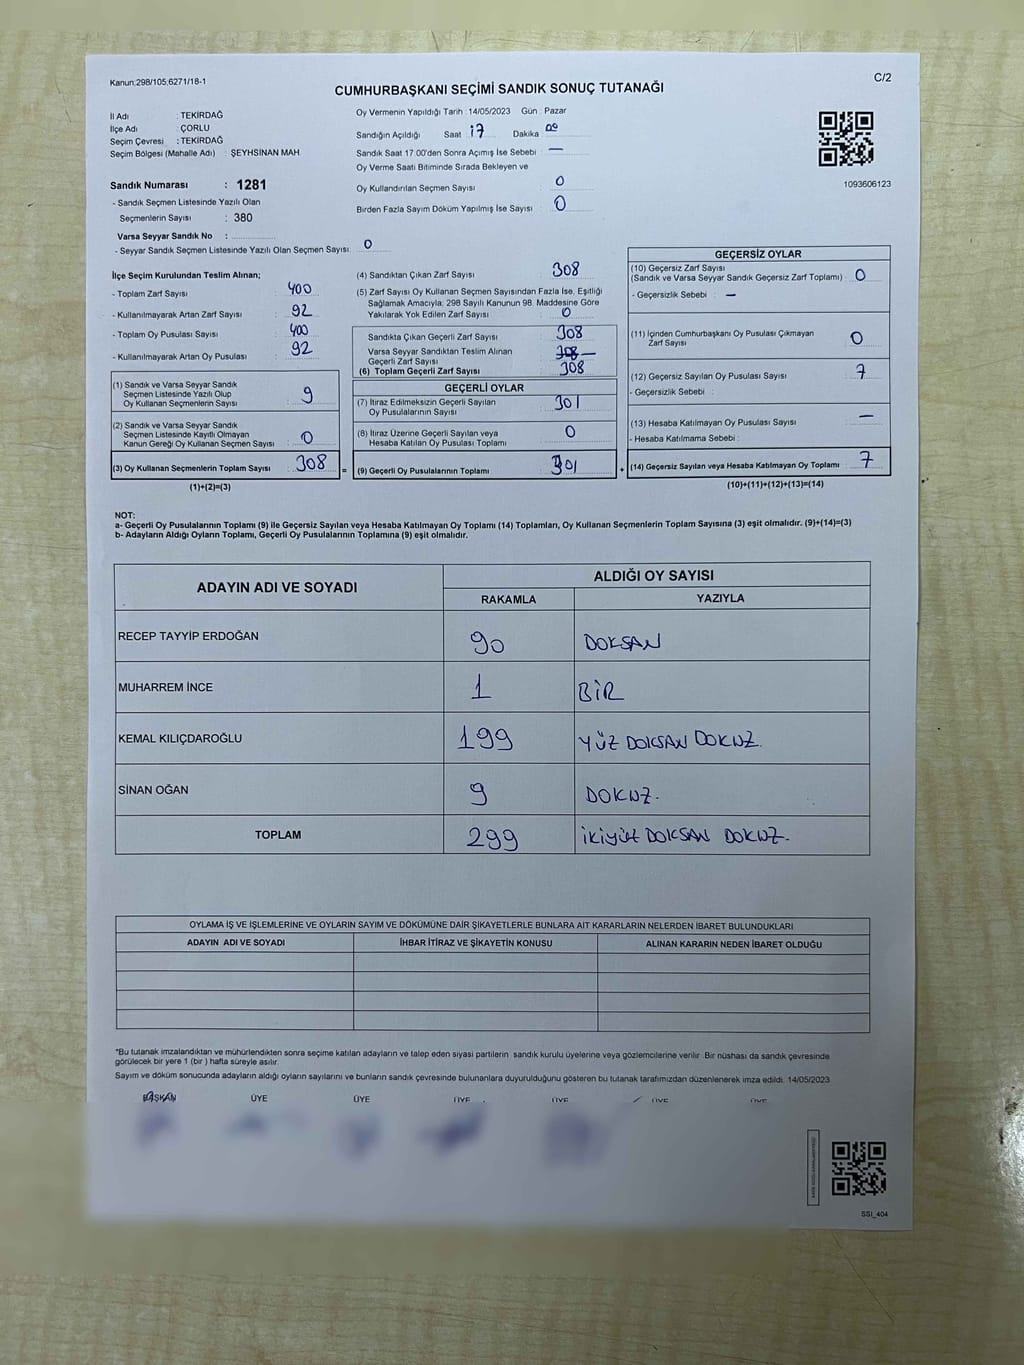 Kanun:298/105,6271/18-1
C/2
CUMHURBAŞKANI SEÇİMİ SANDIK SONUÇ TUTANAĞI
İl Adı : TEKİRDAĞ
İlçe Adı : ÇORLU
Seçim Çevresi : TEKİRDAĞ
Seçim Bölgesi (Mahalle Adı) : ŞEYHSİNAN MAH
Sandık Numarası : 1281
- Sandık Seçmen Listesinde Yazılı Olan
Seçmenlerin Sayısı : 380
Varsa Seyyar Sandık No :
- Seyyar Sandık Seçmen Listesinde Yazılı Olan Seçmen Sayısı: 0
Oy Vermenin Yapıldığı Tarih : 14/05/2023 Gün : Pazar
Sandığın Açıldığı Saat 17 Dakika 00
Sandık Saat 17 00'den Sonra Açımış İse Sebebi : —
Oy Verme Saati Bitiminde Sırada Bekleyen ve
Oy Kullandırılan Seçmen Sayısı : 0
Birden Fazla Sayım Döküm Yapılmış İse Sayısı : 0
1093606123
İlçe Seçim Kurulundan Teslim Alınan;
- Toplam Zarf Sayısı : 400
- Kullanılmayarak Artan Zarf Sayısı : 92
- Toplam Oy Pusulası Sayısı : 400
- Kullanılmayarak Artan Oy Pusulası : 92
(1) Sandık ve Varsa Seyyar Sandık
Seçmen Listesinde Yazılı Olup
Oy Kullanan Seçmenlerin Sayısı : 9
(2) Sandık ve Varsa Seyyar Sandık
Seçmen Listesinde Kayıtlı Olmayan
Kanun Gereği Oy Kullanan Seçmen Sayısı : 0
(3) Oy Kullanan Seçmenlerin Toplam Sayısı : 308
(1)+(2)=(3)
(4) Sandıktan Çıkan Zarf Sayısı : 308
(5) Zarf Sayısı Oy Kullanan Seçmen Sayısından Fazla İse, Eşitliği
Sağlamak Amacıyla; 298 Sayılı Kanunun 98. Maddesine Göre
Yakılarak Yok Edilen Zarf Sayısı : 0
Sandıkta Çıkan Geçerli Zarf Sayısı : 308
Varsa Seyyar Sandıktan Teslim Alınan
Geçerli Zarf Sayısı : 308 —
(6) Toplam Geçerli Zarf Sayısı : 308
GEÇERLİ OYLAR
(7) İtiraz Edilmeksizin Geçerli Sayılan
Oy Pusulalarının Sayısı : 301
(8) İtiraz Üzerine Geçerli Sayılan veya
Hesaba Katılan Oy Pusulası Toplamı : 0
= (9) Geçerli Oy Pusulalarının Toplamı : 301
GEÇERSİZ OYLAR
(10) Geçersiz Zarf Sayısı
(Sandık ve Varsa Seyyar Sandık Geçersiz Zarf Toplamı) : 0
- Geçersizlik Sebebi : —
(11) İçinden Cumhurbaşkanı Oy Pusulası Çıkmayan
Zarf Sayısı : 0
(12) Geçersiz Sayılan Oy Pusulası Sayısı : 7
- Geçersizlik Sebebi :
(13) Hesaba Katılmayan Oy Pusulası Sayısı : —
- Hesaba Katılmama Sebebi :
+ (14) Geçersiz Sayılan veya Hesaba Katılmayan Oy Toplamı : 7
(10)+(11)+(12)+(13)=(14)
NOT:
a- Geçerli Oy Pusulalarının Toplamı (9) ile Geçersiz Sayılan veya Hesaba Katılmayan Oy Toplamı (14) Toplamları, Oy Kullanan Seçmenlerin Toplam Sayısına (3) eşit olmalıdır. (9)+(14)=(3)
b- Adayların Aldığı Oyların Toplamı, Geçerli Oy Pusulalarının Toplamına (9) eşit olmalıdır.
ADAYIN ADI VE SOYADI
ALDIĞI OY SAYISI
RAKAMLA YAZIYLA
RECEP TAYYİP ERDOĞAN 90 DOKSAN
MUHARREM İNCE 1 BİR
KEMAL KILIÇDAROĞLU 199 YÜZ DOKSAN DOKUZ.
SİNAN OĞAN 9 DOKUZ.
TOPLAM 299 İKİYÜZ DOKSAN DOKUZ.
OYLAMA İŞ VE İŞLEMLERİNE VE OYLARIN SAYIM VE DÖKÜMÜNE DAİR ŞİKAYETLERLE BUNLARA AİT KARARLARIN NELERDEN İBARET BULUNDUKLARI
ADAYIN ADI VE SOYADI İHBAR İTİRAZ VE ŞİKAYETİN KONUSU ALINAN KARARIN NEDEN İBARET OLDUĞU
*Bu tutanak imzalandıktan ve mühürlendikten sonra seçime katılan adayların ve talep eden siyasi partilerin sandık kurulu üyelerine veya gözlemcilerine verilir. Bir nüshası da sandık çevresinde
görülecek bir yere 1 (bir ) hafta süreyle asılır.
Sayım ve döküm sonucunda adayların aldığı oyların sayılarını ve bunların sandık çevresinde bulunanlara duyurulduğunu gösteren bu tutanak tarafımızdan düzenlenerek imza edildi. 14/05/2023
BAŞKAN ÜYE ÜYE ÜYE ÜYE ÜYE ÜYE
SSI_404